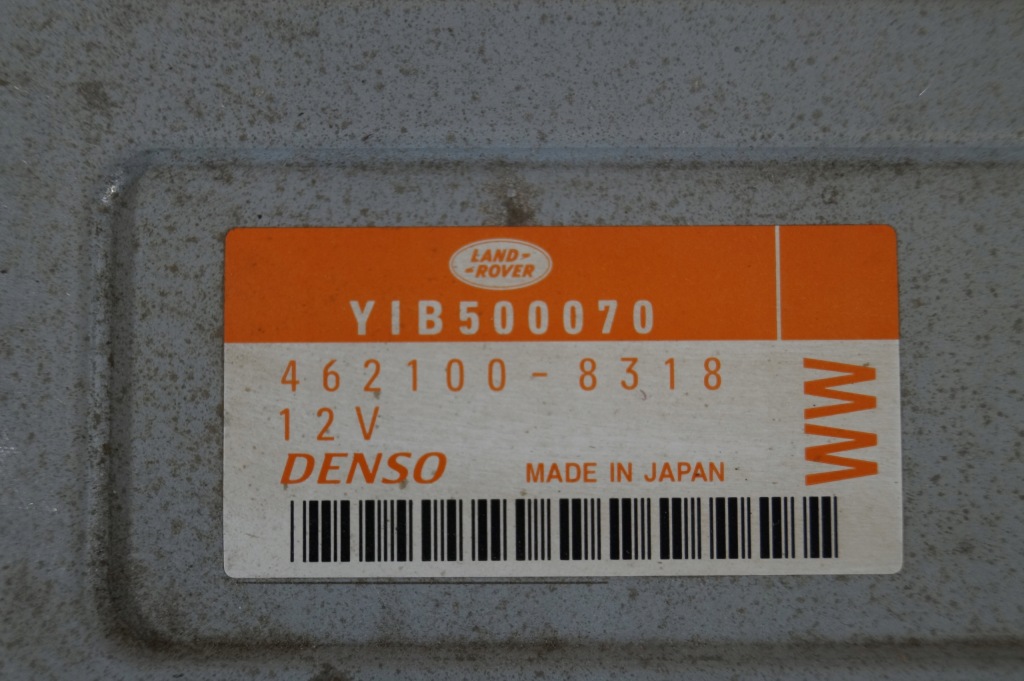 LAND-
-ROVER
YIB500070
462100-8318
12V
DENSO
MADE IN JAPAN
WW